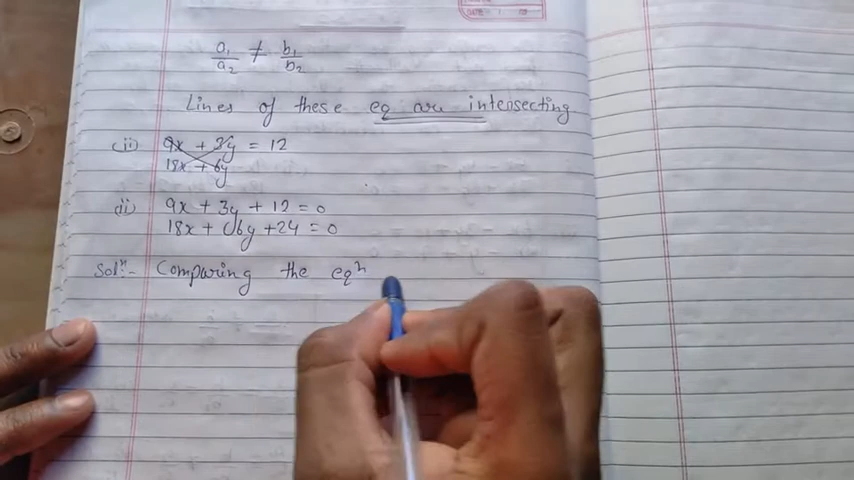 DATE
a₁/a₂ ≠ b₁/b₂
Lines of these eq are intersecting
(ii) 9x + 3y = 12
18x + 6y
(ii) 9x + 3y + 12 = 0
18x + 6y + 24 = 0
Solⁿ:- Comparing the eqⁿ